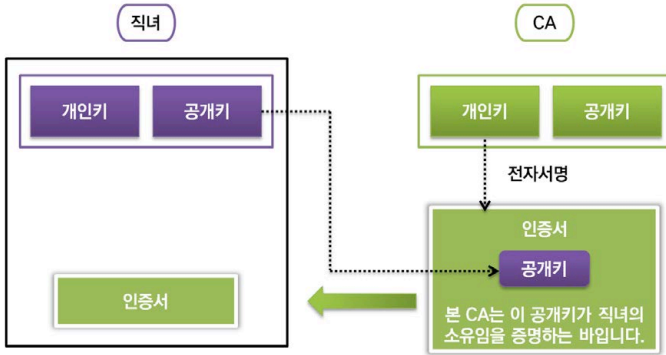 직녀
CA
개인키
공개키
개인키
공개키
전자서명
인증서
공개키
인증서
본 CA는 이 공개키가 직녀의
소유임을 증명하는 바입니다.